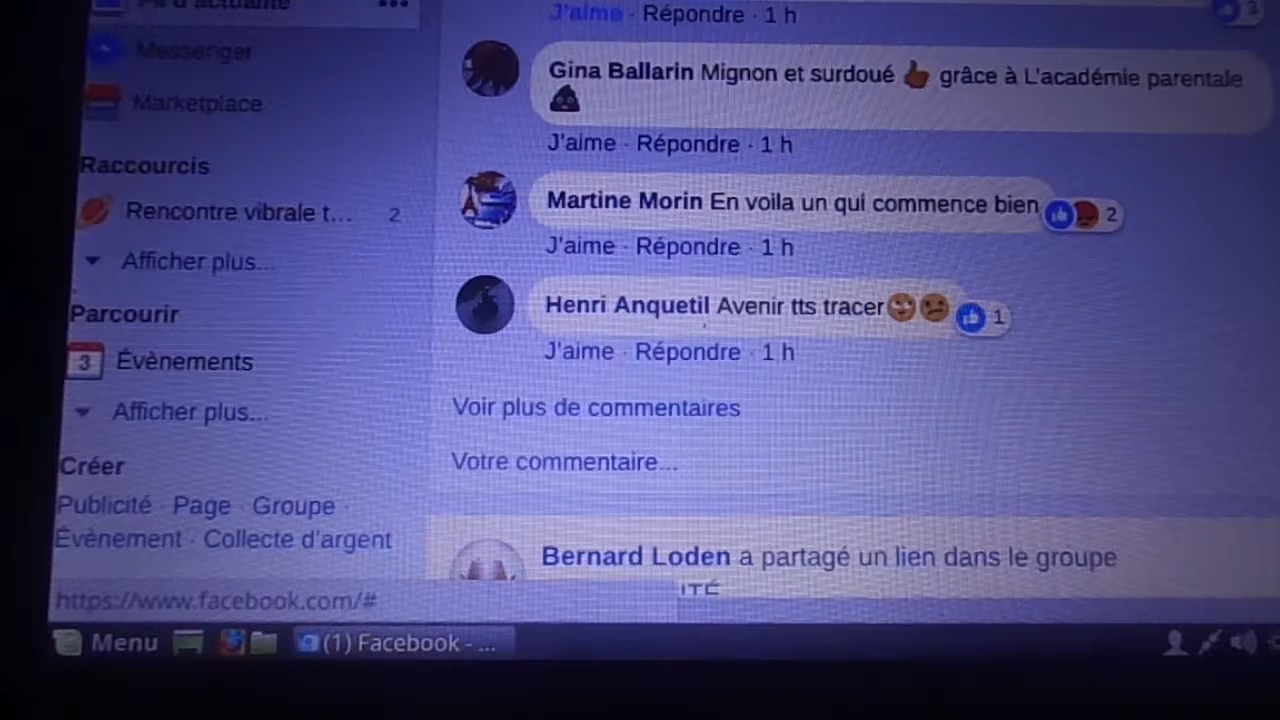 Messenger
Marketplace
Raccourcis
Rencontre vibrale t... 2
Afficher plus...
Parcourir
3 Évènements
Afficher plus...
Créer
Publicité · Page · Groupe ·
Évènement · Collecte d'argent
https://www.facebook.com/#
J'aime · Répondre · 1 h
3
Gina Ballarin Mignon et surdoué 👍 grâce à L'académie parentale
💩
J'aime · Répondre · 1 h
Martine Morin En voila un qui commence bien 2
J'aime · Répondre · 1 h
Henri Anquetil Avenir tts tracer 1
J'aime · Répondre · 1 h
Voir plus de commentaires
Votre commentaire...
Bernard Loden a partagé un lien dans le groupe
Menu
(1) Facebook - ...